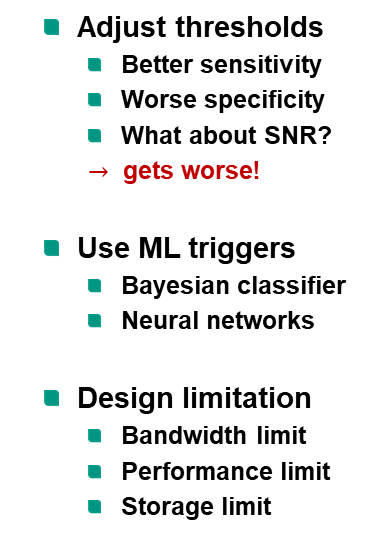 Adjust thresholds
Better sensitivity
Worse specificity
What about SNR?
→ gets worse!
Use ML triggers
Bayesian classifier
Neural networks
Design limitation
Bandwidth limit
Performance limit
Storage limit